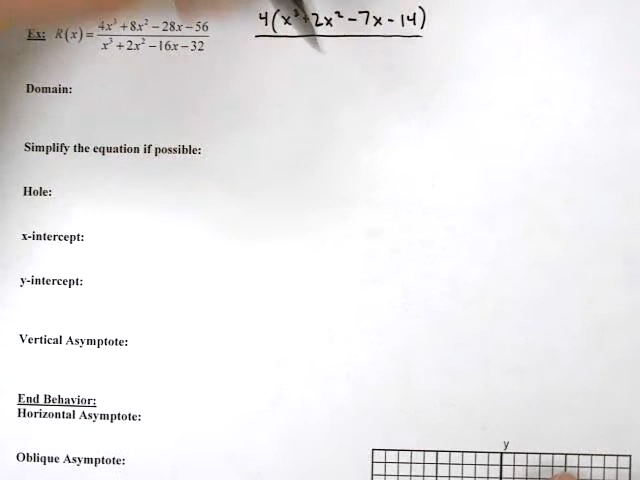 Ex: R(x) = (4x³ + 8x² − 28x − 56)/(x³ + 2x² − 16x − 32)
4(x³ + 2x² − 7x − 14)
Domain:
Simplify the equation if possible:
Hole:
x-intercept:
y-intercept:
Vertical Asymptote:
End Behavior:
Horizontal Asymptote:
Oblique Asymptote:
y